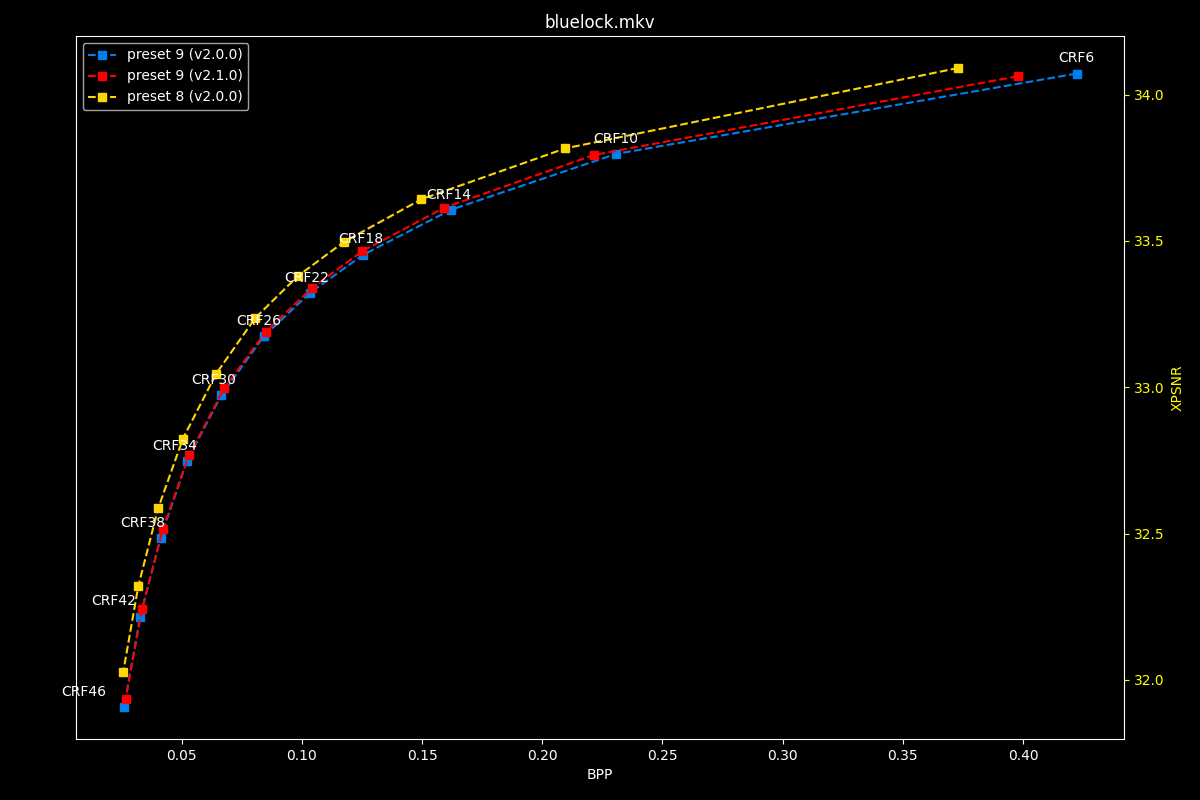 bluelock.mkv
preset 9 (v2.0.0)
preset 9 (v2.1.0)
preset 8 (v2.0.0)
CRF6
CRF10
CRF14
CRF18
CRF22
CRF26
CRF30
CRF34
CRF38
CRF42
CRF46
34.0
33.5
33.0
32.5
32.0
XPSNR
0.05 0.10 0.15 0.20 0.25 0.30 0.35 0.40
BPP